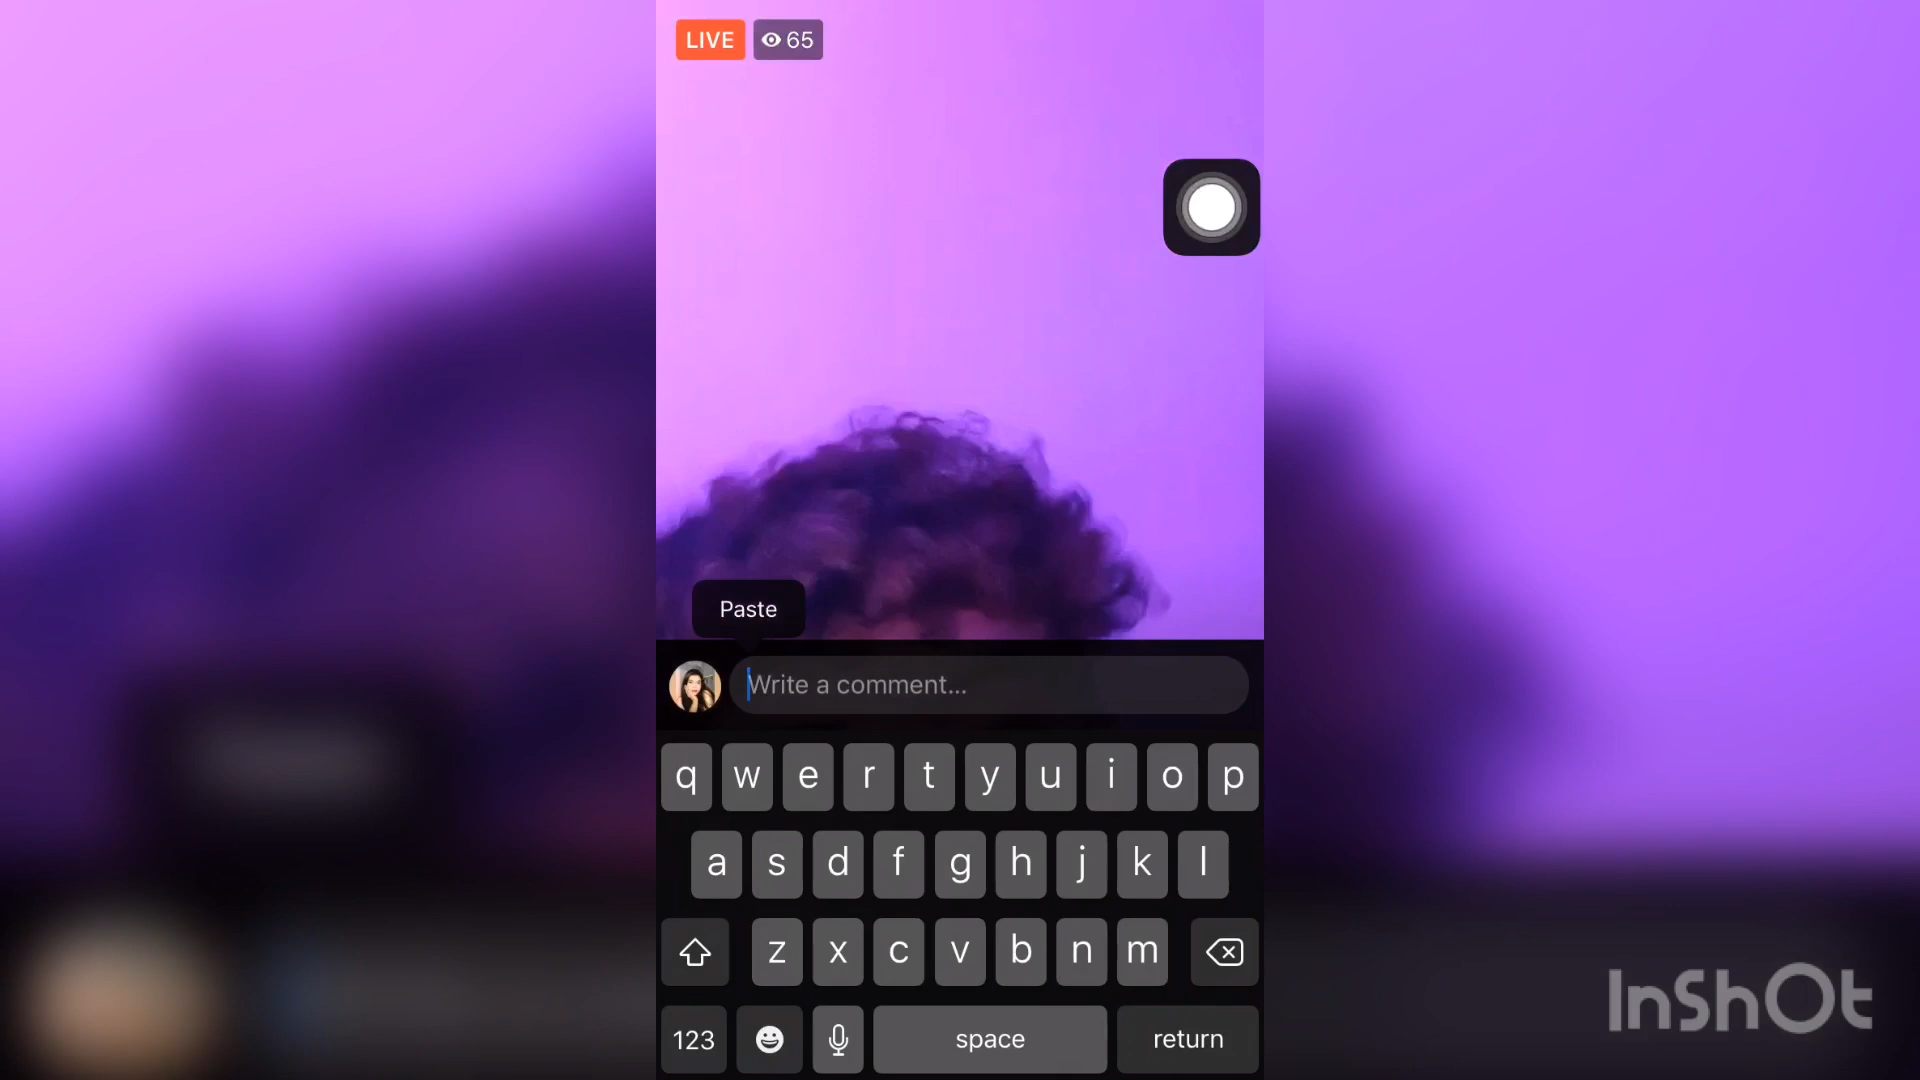 LIVE 65
Paste
Write a comment...
q w e r t y u i o p
a s d f g h j k l
z x c v b n m
123 space return
InShOt